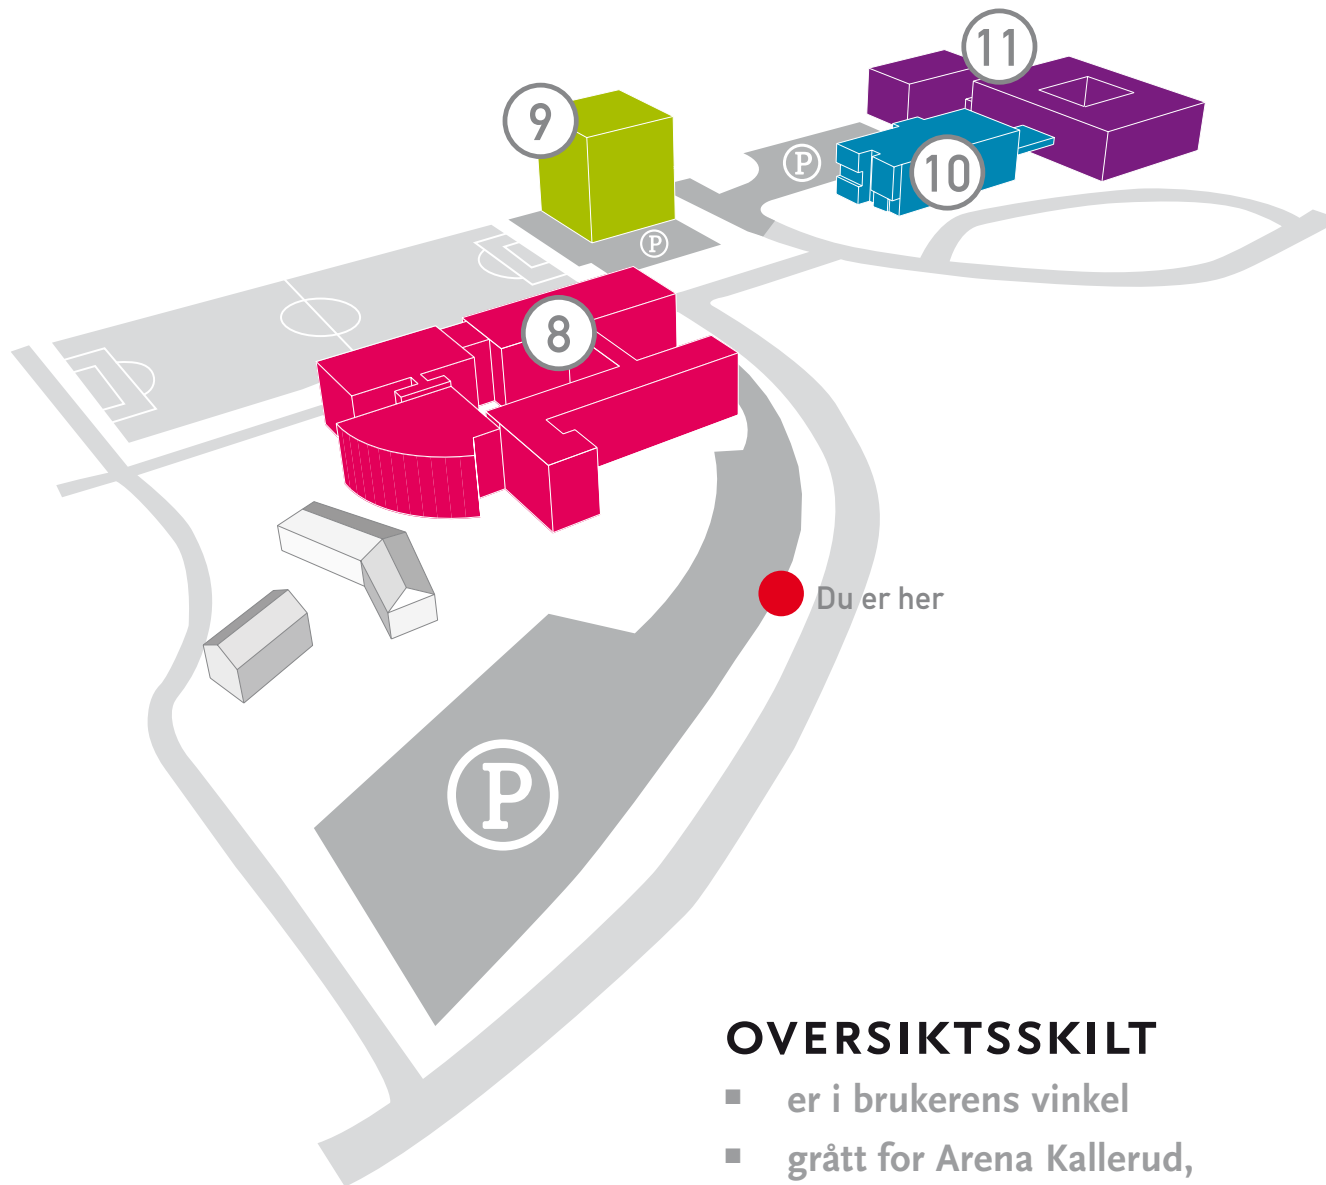 11
9
P
10
P
8
Du er her
P
OVERSIKTSSKILT
▪ er i brukerens vinkel
▪ grått for Arena Kallerud,